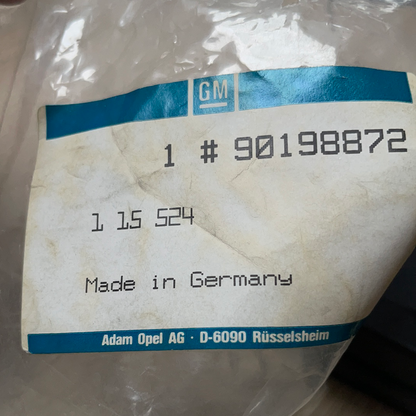 GM
1 # 90198872
1 15 524
Made in Germany
Adam Opel AG · D-6090 Rüsselsheim